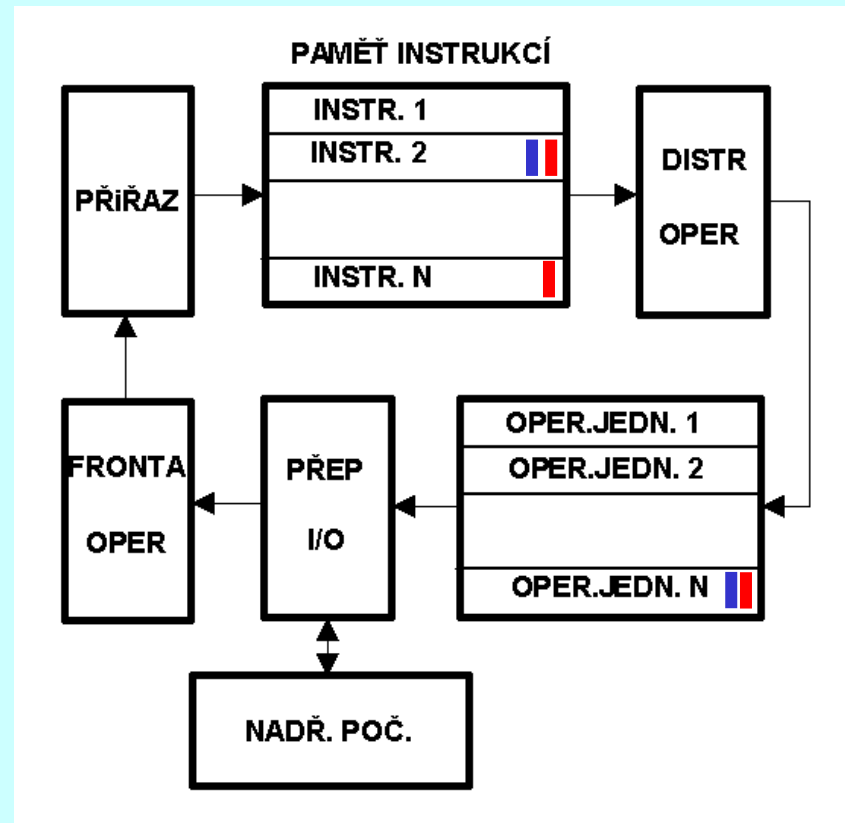 PAMĚŤ INSTRUKCÍ
PŘiŘAZ
INSTR. 1
INSTR. 2
INSTR. N
DISTR
OPER
FRONTA
OPER
PŘEP
I/O
OPER.JEDN. 1
OPER.JEDN. 2
OPER.JEDN. N
NADŘ. POČ.